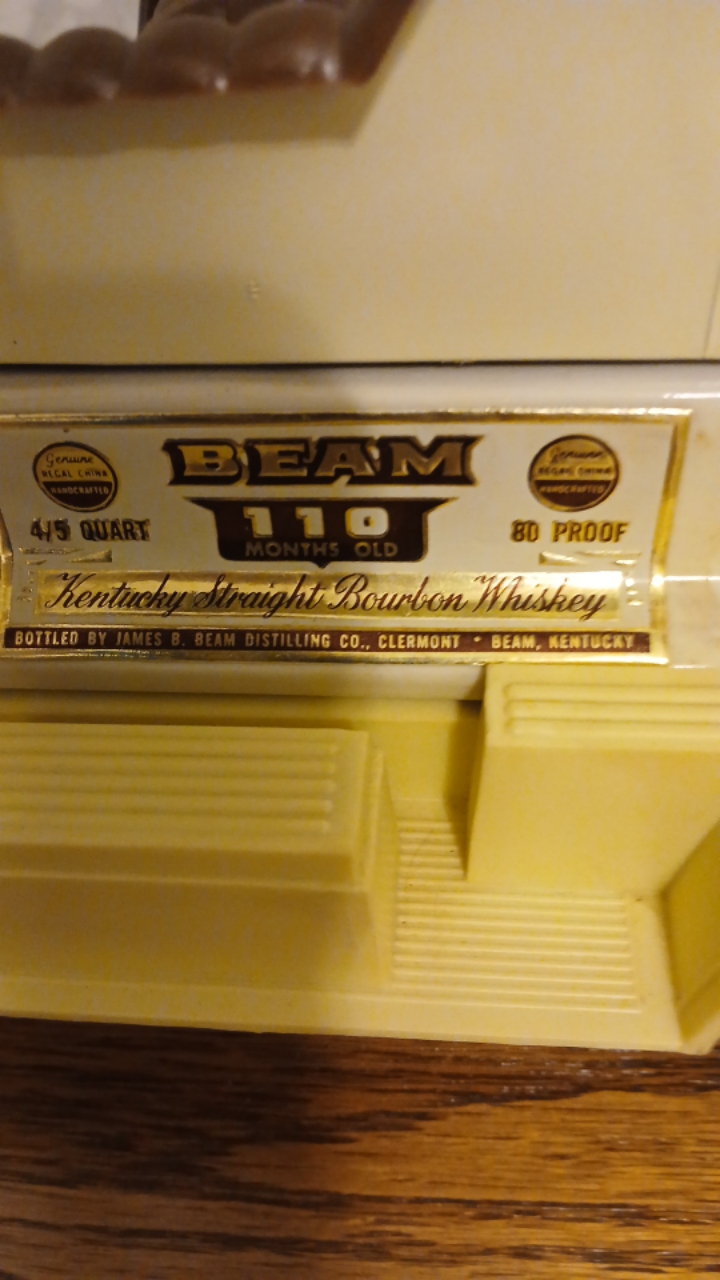 Genuine
REGAL CHINA
HANDCRAFTED
BEAM
Genuine
REGAL CHINA
HANDCRAFTED
4/5 QUART
110
MONTHS OLD
80 PROOF
Kentucky Straight Bourbon Whiskey
BOTTLED BY JAMES B. BEAM DISTILLING CO., CLERMONT • BEAM, KENTUCKY